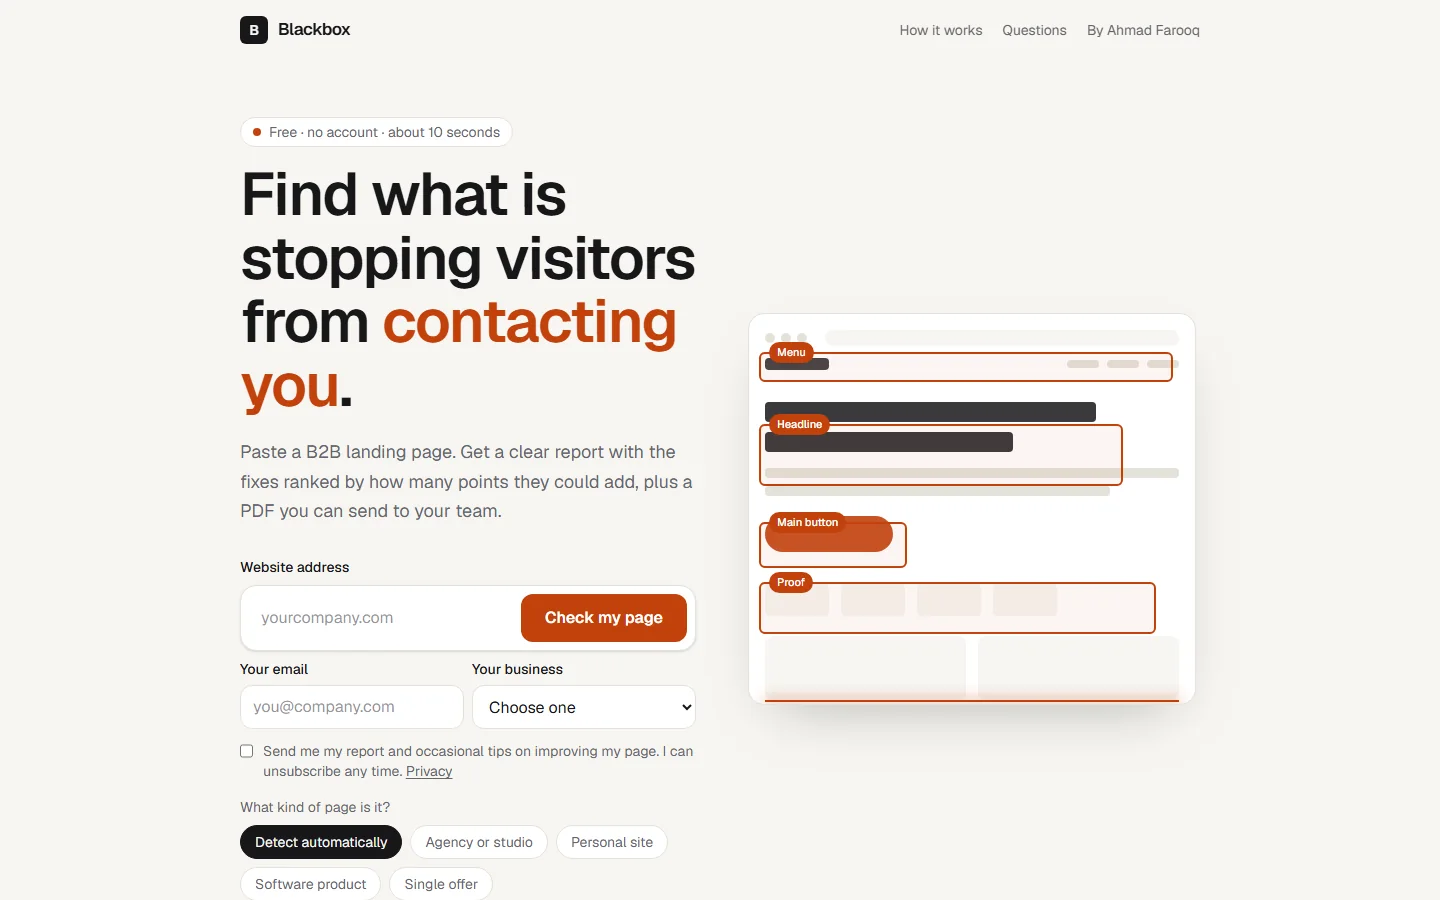 B Blackbox
How it works Questions By Ahmad Farooq
Free · no account · about 10 seconds
Find what is
stopping visitors
from contacting
you.
Paste a B2B landing page. Get a clear report with the
fixes ranked by how many points they could add, plus a
PDF you can send to your team.
Website address
yourcompany.com Check my page
Your email Your business
you@company.com Choose one
Send me my report and occasional tips on improving my page. I can
unsubscribe any time. Privacy
What kind of page is it?
Detect automatically Agency or studio Personal site
Software product Single offer
Menu
Headline
Main button
Proof